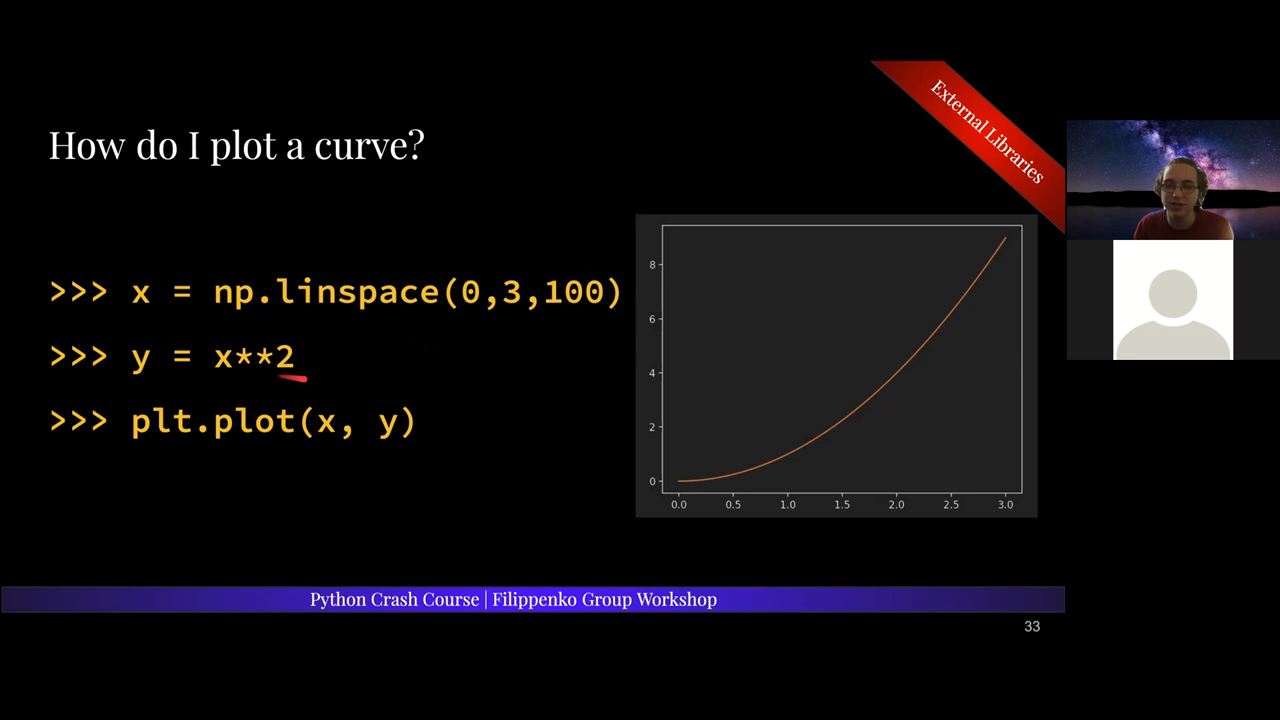 External Libraries
How do I plot a curve?
>>> x = np.linspace(0,3,100)
>>> y = x**2
>>> plt.plot(x, y)
8
6
4
2
0
0.0 0.5 1.0 1.5 2.0 2.5 3.0
Python Crash Course | Filippenko Group Workshop
33